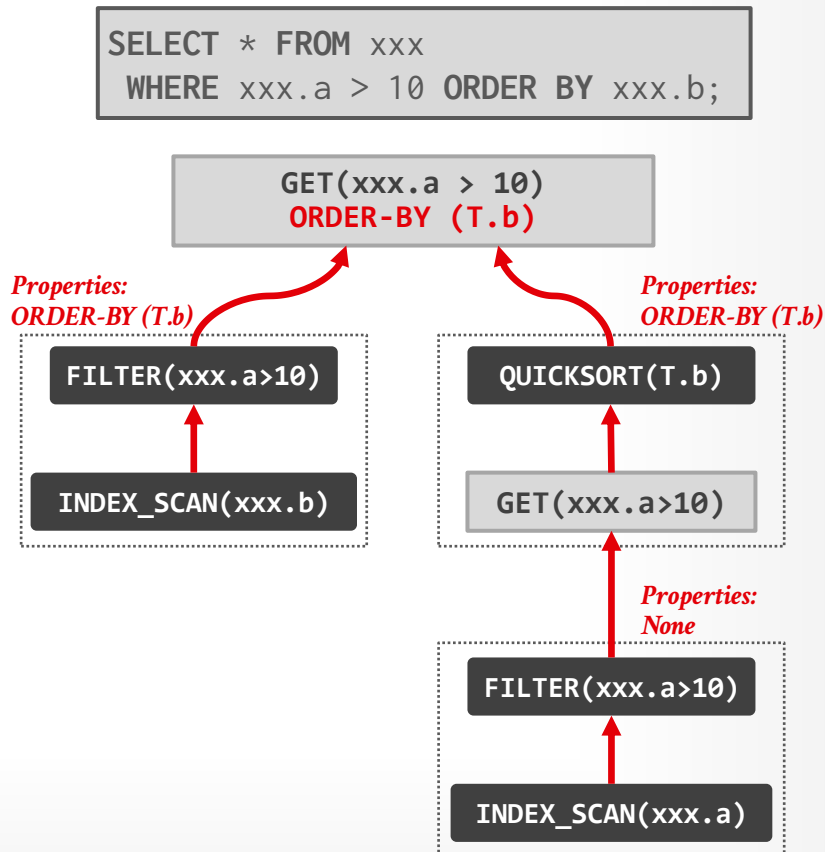 SELECT * FROM xxx
WHERE xxx.a > 10 ORDER BY xxx.b;
GET(xxx.a > 10)
ORDER-BY (T.b)
Properties:
ORDER-BY (T.b)
Properties:
ORDER-BY (T.b)
FILTER(xxx.a>10)
QUICKSORT(T.b)
INDEX_SCAN(xxx.b)
GET(xxx.a>10)
Properties:
None
FILTER(xxx.a>10)
INDEX_SCAN(xxx.a)